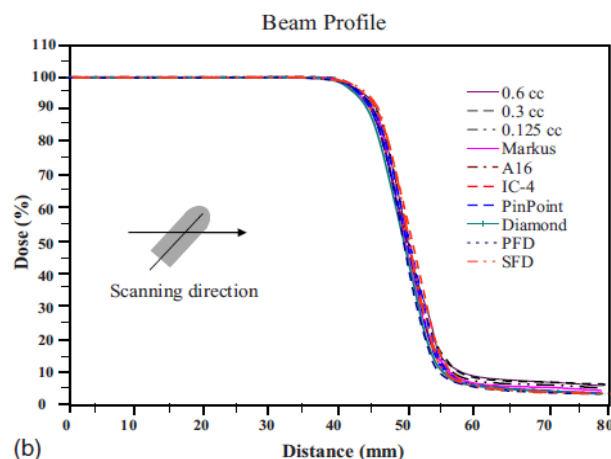 Beam Profile
110
100
90
80
70
60
50
40
30
20
10
0
Dose (%)
0.6 cc
0.3 cc
0.125 cc
Markus
A16
IC-4
PinPoint
Diamond
PFD
SFD
Scanning direction
0 10 20 30 40 50 60 70 80
Distance (mm)
(b)